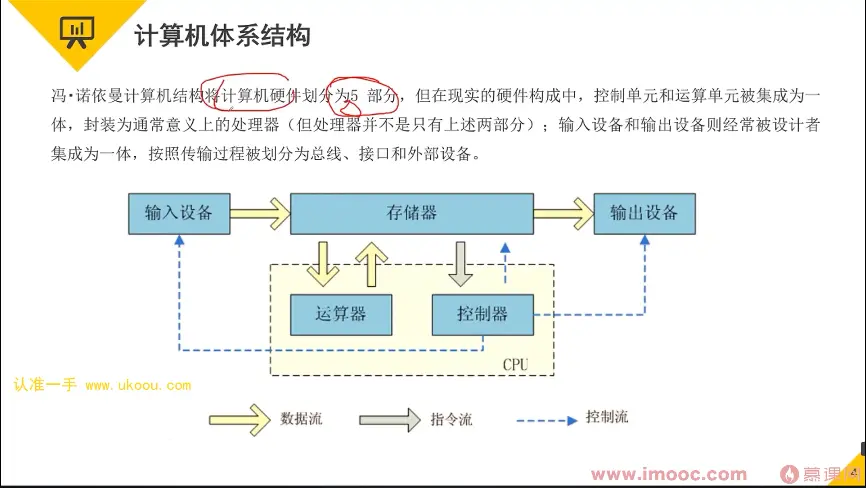 计算机体系结构
冯•诺依曼计算机结构将计算机硬件划分为5 部分，但在现实的硬件构成中，控制单元和运算单元被集成为一
体，封装为通常意义上的处理器（但处理器并不是只有上述两部分）；输入设备和输出设备则经常被设计者
集成为一体，按照传输过程被划分为总线、接口和外部设备。
输入设备 存储器 输出设备
运算器 控制器
CPU
认准一手 www.ukoou.com
数据流 指令流 控制流
www.imooc.com 慕课网
4